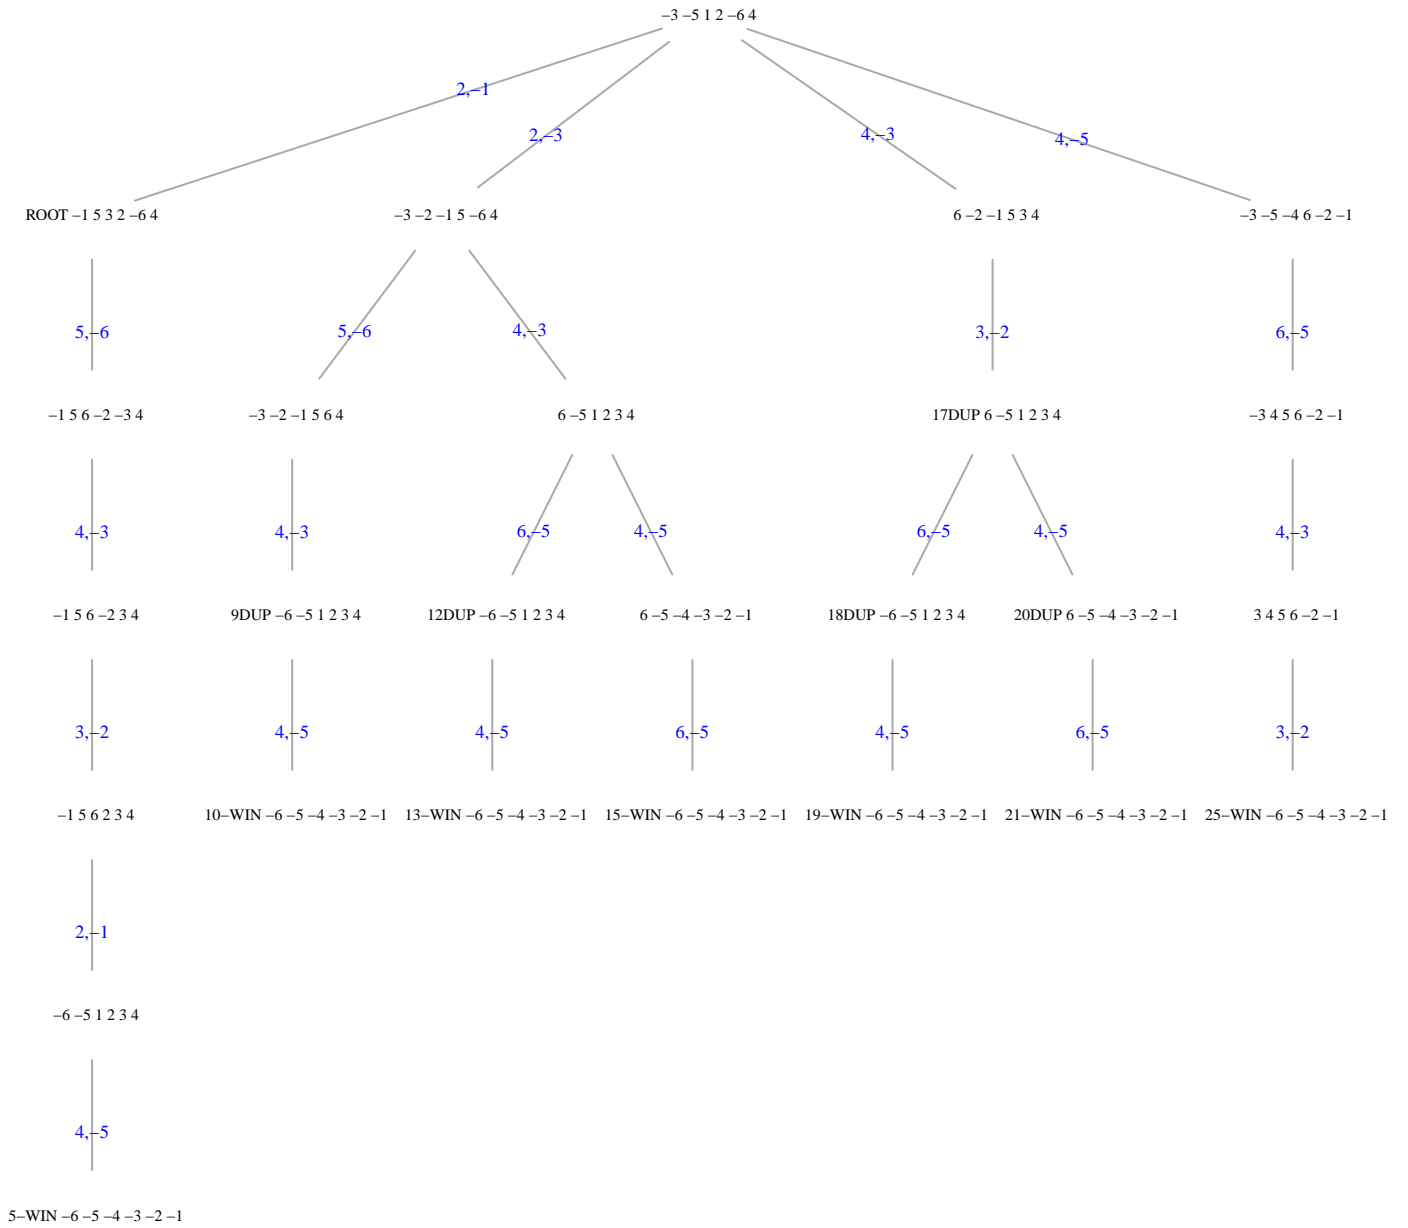 −3 −5 1 2 −6 4
2,−1
2,−3
4,−3
4,−5
ROOT −1 5 3 2 −6 4
−3 −2 −1 5 −6 4
6 −2 −1 5 3 4
−3 −5 −4 6 −2 −1
5,−6
5,−6
4,−3
3,−2
6,−5
−1 5 6 −2 −3 4
−3 −2 −1 5 6 4
6 −5 1 2 3 4
17DUP 6 −5 1 2 3 4
−3 4 5 6 −2 −1
4,−3
4,−3
6,−5
4,−5
6,−5
4,−5
4,−3
−1 5 6 −2 3 4
9DUP −6 −5 1 2 3 4
12DUP −6 −5 1 2 3 4
6 −5 −4 −3 −2 −1
18DUP −6 −5 1 2 3 4
20DUP 6 −5 −4 −3 −2 −1
3 4 5 6 −2 −1
3,−2
4,−5
4,−5
6,−5
4,−5
6,−5
3,−2
−1 5 6 2 3 4
10−WIN −6 −5 −4 −3 −2 −1
13−WIN −6 −5 −4 −3 −2 −1
15−WIN −6 −5 −4 −3 −2 −1
19−WIN −6 −5 −4 −3 −2 −1
21−WIN −6 −5 −4 −3 −2 −1
25−WIN −6 −5 −4 −3 −2 −1
2,−1
−6 −5 1 2 3 4
4,−5
5−WIN −6 −5 −4 −3 −2 −1